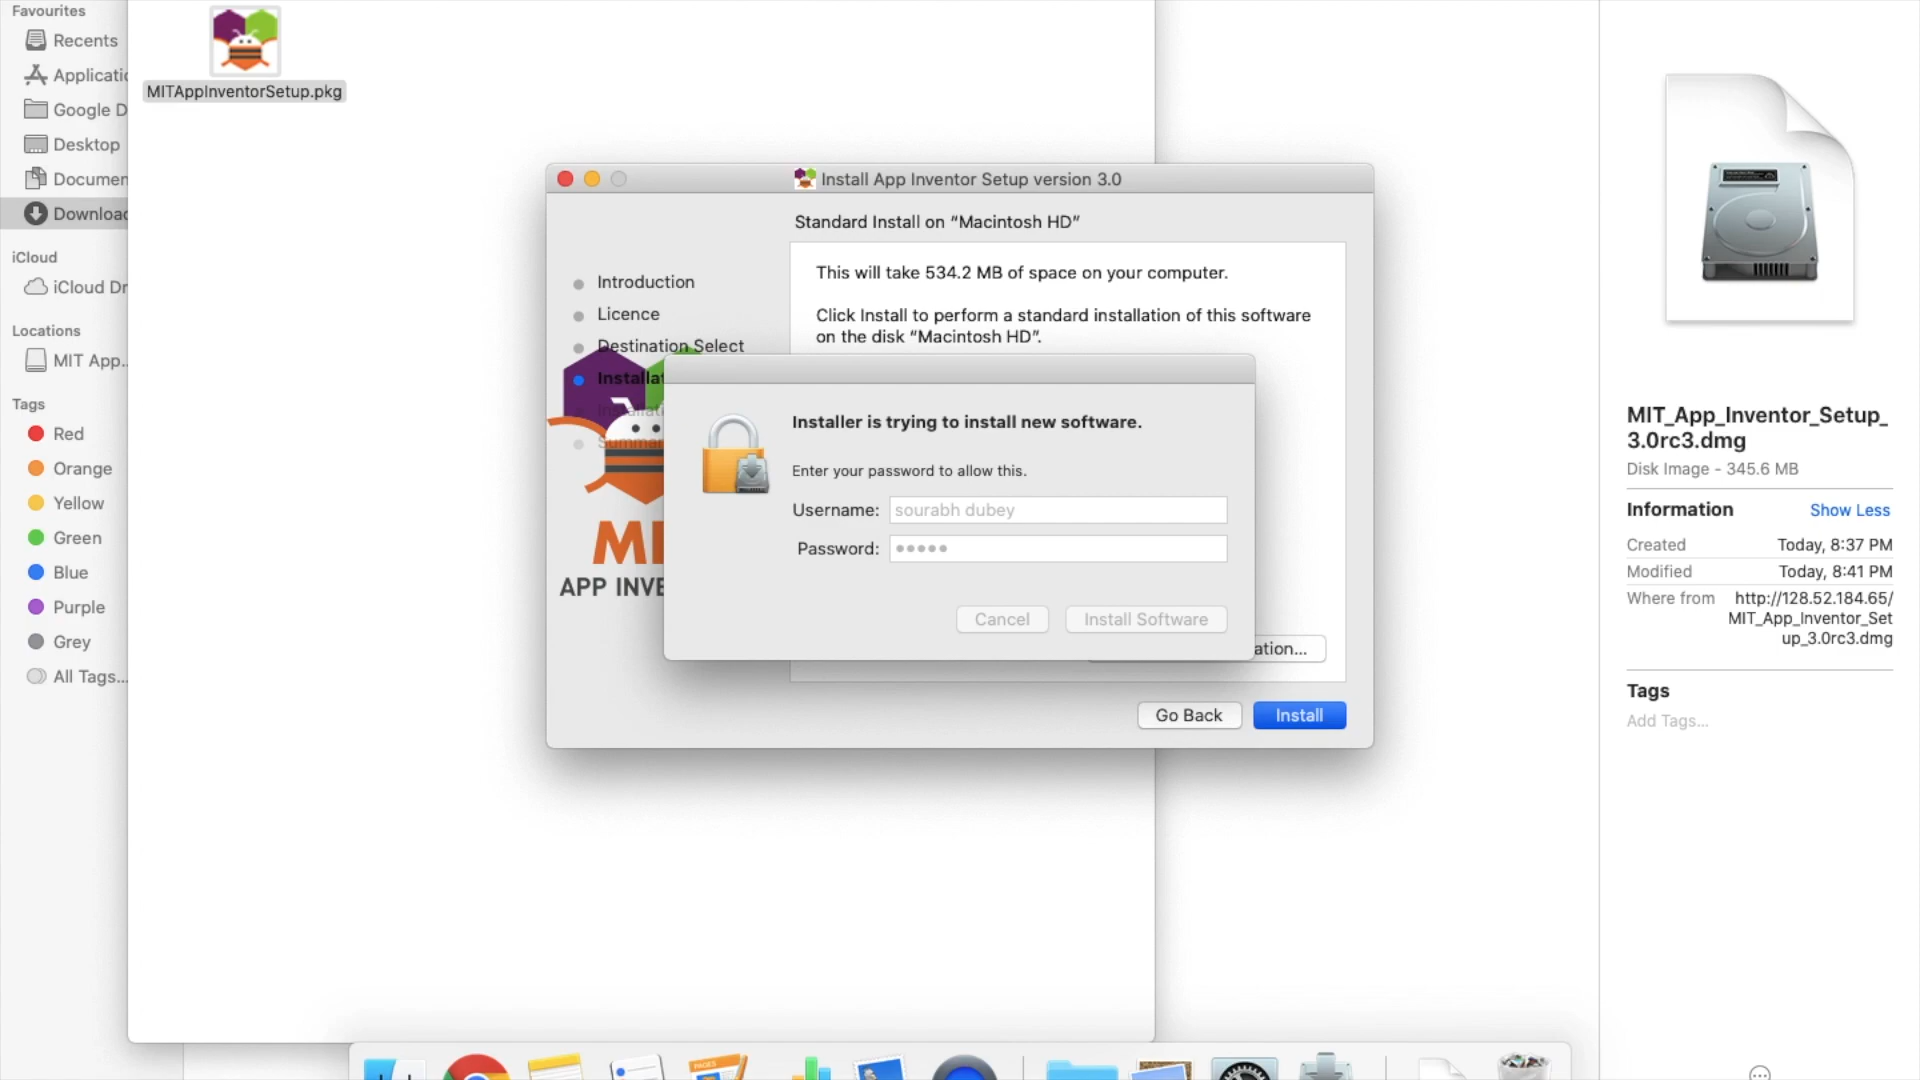 Favourites
Recents
Applicatio
Google D
Desktop
Documen
Download
iCloud
iCloud Dr
Locations
MIT App...
Tags
Red
Orange
Yellow
Green
Blue
Purple
Grey
All Tags...
MITAppInventorSetup.pkg
Install App Inventor Setup version 3.0
Standard Install on “Macintosh HD”
Introduction
Licence
Destination Select
Installat
Installati
Summar
MI
APP INVE
This will take 534.2 MB of space on your computer.
Click Install to perform a standard installation of this software
on the disk “Macintosh HD”.
Installer is trying to install new software.
Enter your password to allow this.
Username: sourabh dubey
Password: •••••
Cancel Install Software
ation...
Go Back Install
MIT_App_Inventor_Setup_
3.0rc3.dmg
Disk Image - 345.6 MB
Information Show Less
Created Today, 8:37 PM
Modified Today, 8:41 PM
Where from http://128.52.184.65/
MIT_App_Inventor_Set
up_3.0rc3.dmg
Tags
Add Tags...
PAGES